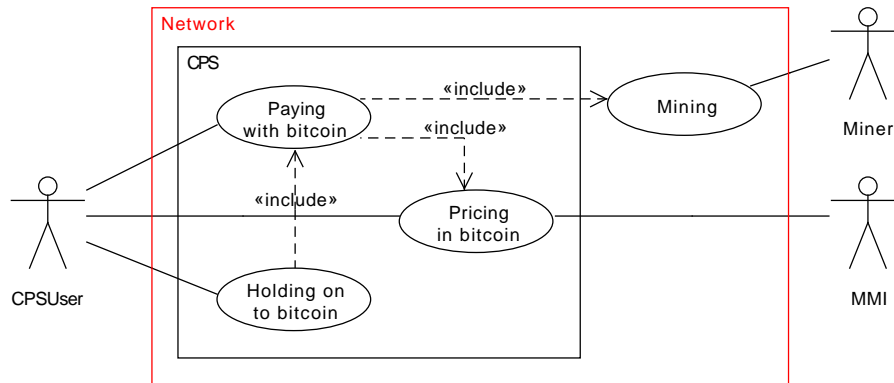 Network
CPS
Paying
with bitcoin
«include»
Mining
Miner
«include»
«include»
Pricing
in bitcoin
CPSUser
MMI
Holding on
to bitcoin